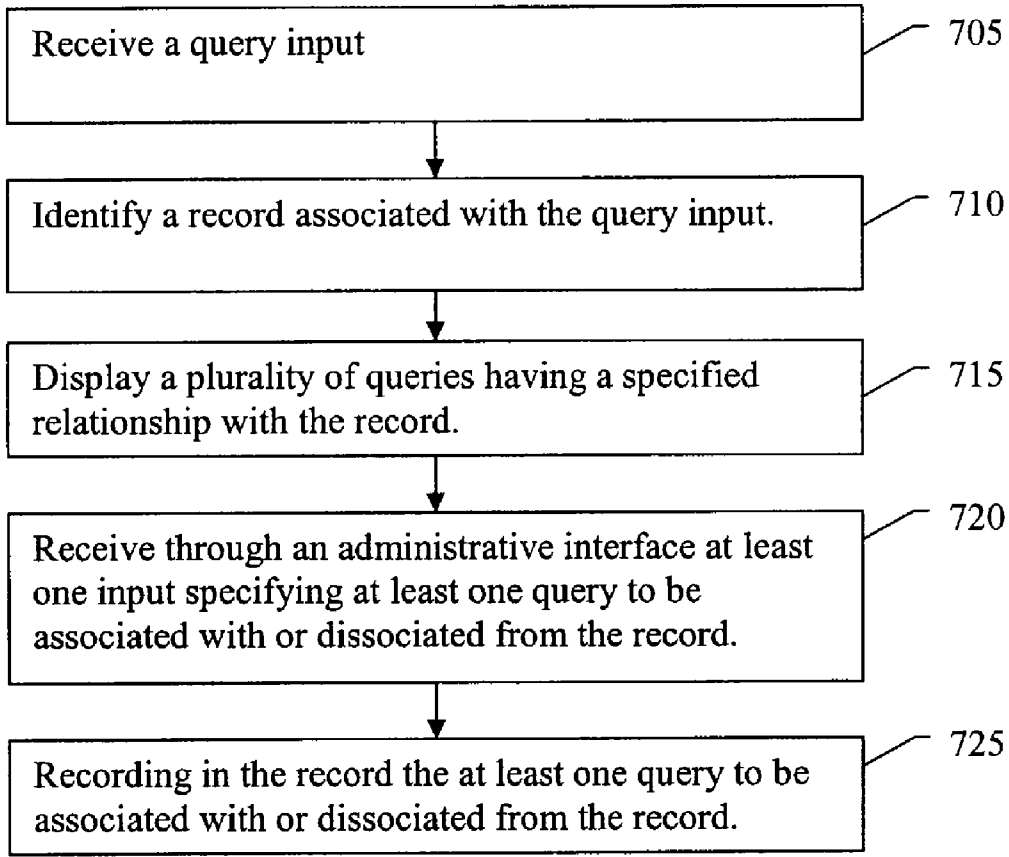 Receive a query input
705
Identify a record associated with the query input.
710
Display a plurality of queries having a specified
relationship with the record.
715
Receive through an administrative interface at least
one input specifying at least one query to be
associated with or dissociated from the record.
720
Recording in the record the at least one query to be
associated with or dissociated from the record.
725